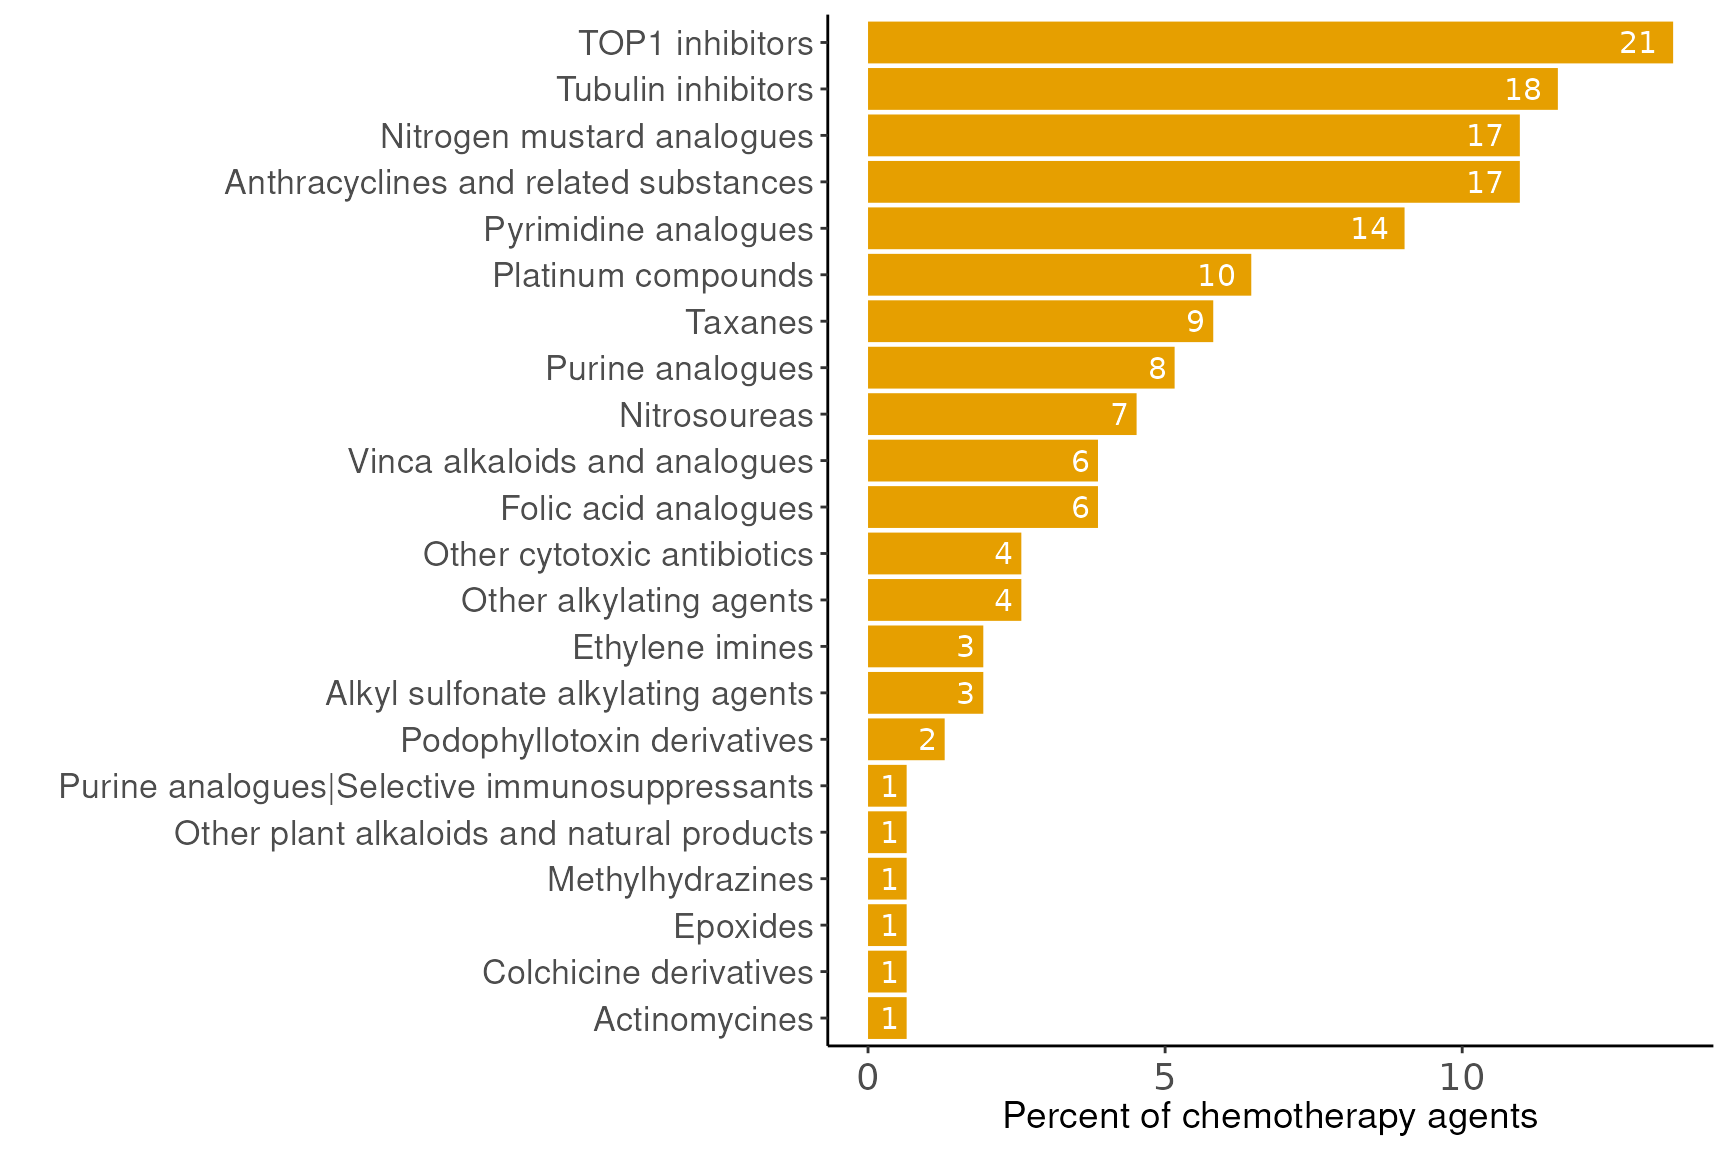 TOP1 inhibitors 21
Tubulin inhibitors 18
Nitrogen mustard analogues 17
Anthracyclines and related substances 17
Pyrimidine analogues 14
Platinum compounds 10
Taxanes 9
Purine analogues 8
Nitrosoureas 7
Vinca alkaloids and analogues 6
Folic acid analogues 6
Other cytotoxic antibiotics 4
Other alkylating agents 4
Ethylene imines 3
Alkyl sulfonate alkylating agents 3
Podophyllotoxin derivatives 2
Purine analogues|Selective immunosuppressants 1
Other plant alkaloids and natural products 1
Methylhydrazines 1
Epoxides 1
Colchicine derivatives 1
Actinomycines 1
0 5 10
Percent of chemotherapy agents